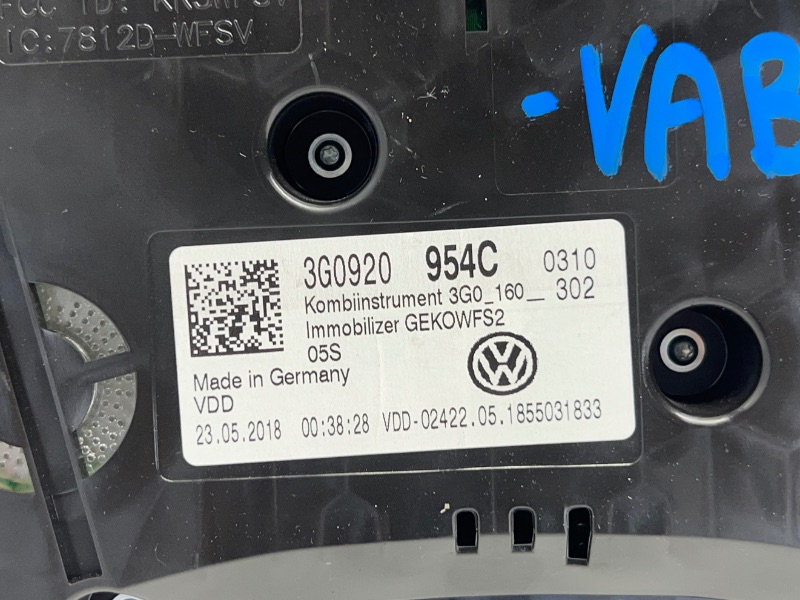 IC:7812D-WFSV
-VAB
3G0920 954C 0310
Kombiinstrument 3G0_160__ 302
Immobilizer GEKOWFS2
05S
Made in Germany
VDD
23.05.2018 00:38:28 VDD-02422.05.1855031833